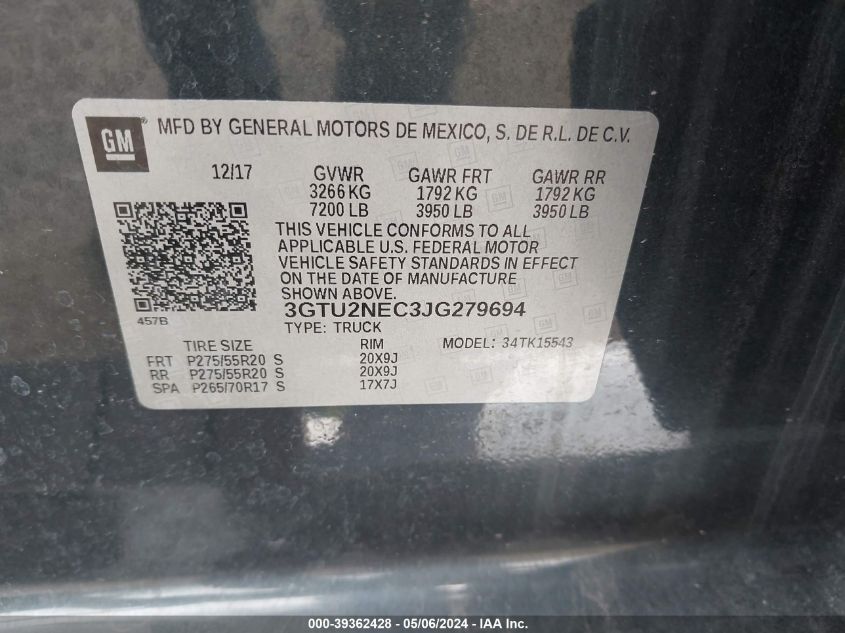 GM MFD BY GENERAL MOTORS DE MEXICO, S. DE R.L. DE C.V.
12/17 GVWR GAWR FRT GAWR RR
3266 KG 1792 KG 1792 KG
7200 LB 3950 LB 3950 LB
THIS VEHICLE CONFORMS TO ALL
APPLICABLE U.S. FEDERAL MOTOR
VEHICLE SAFETY STANDARDS IN EFFECT
ON THE DATE OF MANUFACTURE
SHOWN ABOVE.
457B
3GTU2NEC3JG279694
TYPE: TRUCK
TIRE SIZE RIM MODEL: 34TK15543
FRT P275/55R20 S 20X9J
RR P275/55R20 S 20X9J
SPA P265/70R17 S 17X7J
000-39362428 - 05/06/2024 - IAA Inc.